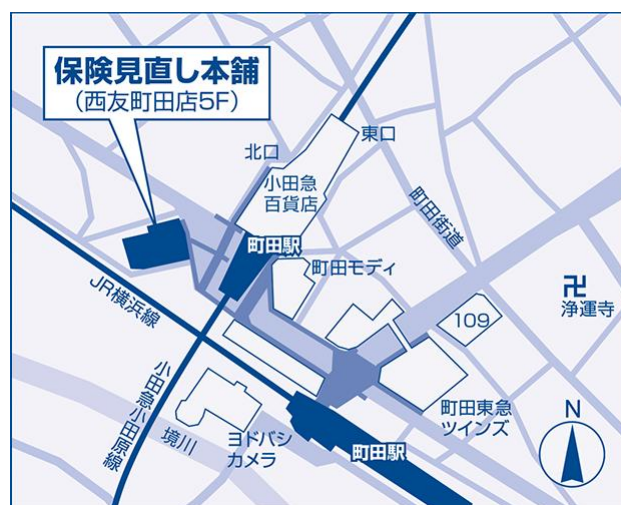 保険見直し本舗
(西友町田店5F)
北口
東口
小田急
百貨店
町田街道
町田駅
町田モディ
JR横浜線
109
卍
浄運寺
小田急小田原線
境川
ヨドバシ
カメラ
町田駅
町田東急
ツインズ
N